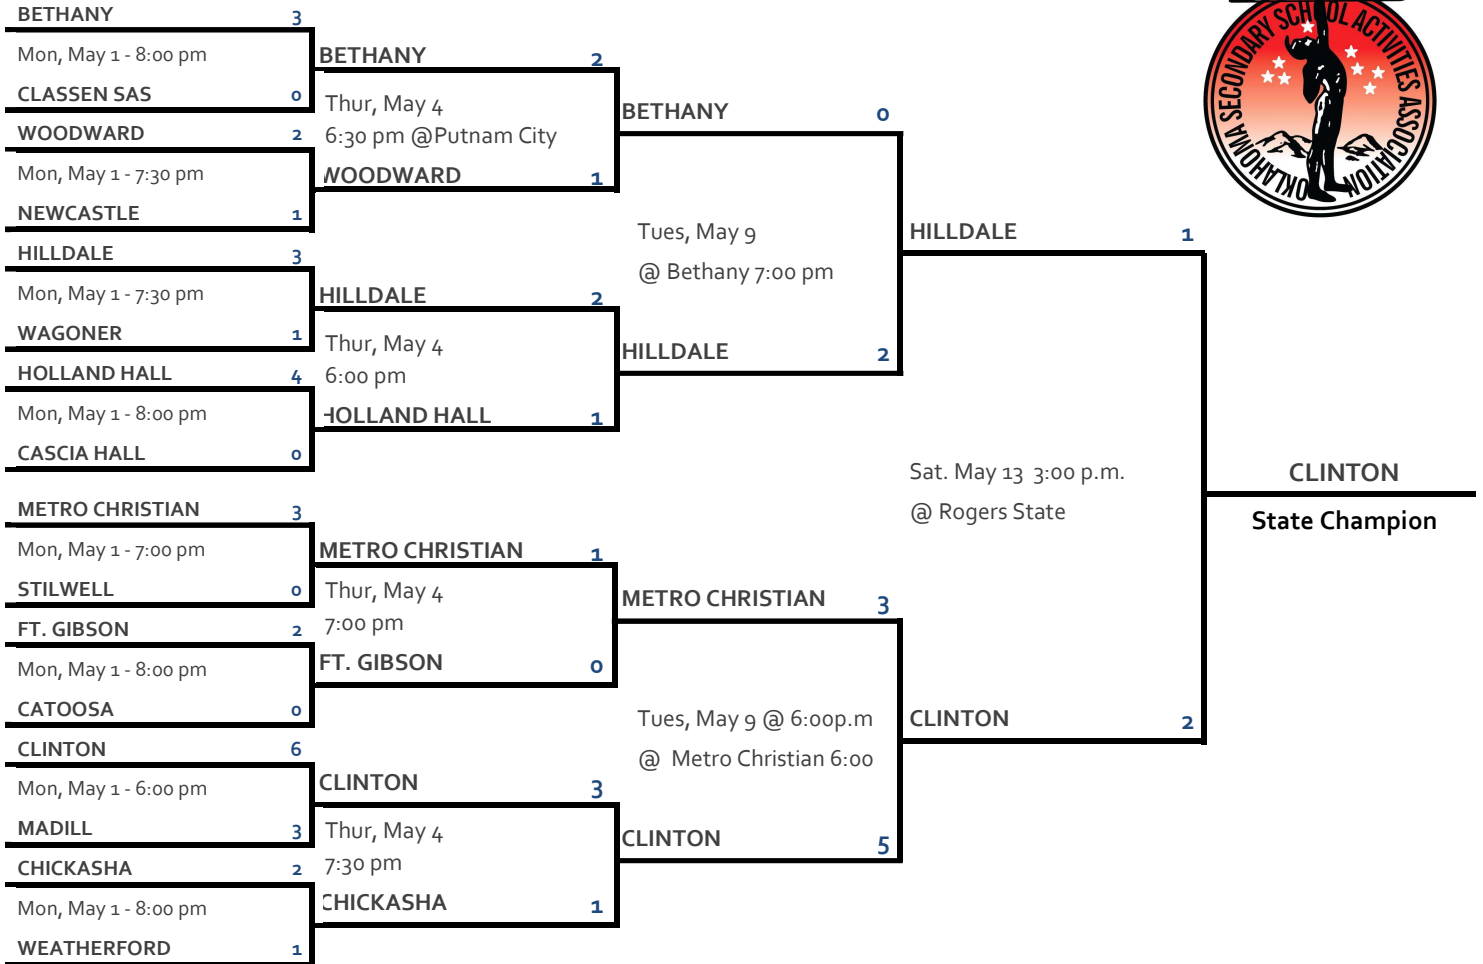 BETHANY 3
Mon, May 1 - 8:00 pm
CLASSEN SAS 0
WOODWARD 2
Mon, May 1 - 7:30 pm
NEWCASTLE 1
HILLDALE 3
Mon, May 1 - 7:30 pm
WAGONER 1
HOLLAND HALL 4
Mon, May 1 - 8:00 pm
CASCIA HALL 0
METRO CHRISTIAN 3
Mon, May 1 - 7:00 pm
STILWELL 0
FT. GIBSON 2
Mon, May 1 - 8:00 pm
CATOOSA 0
CLINTON 6
Mon, May 1 - 6:00 pm
MADILL 3
CHICKASHA 2
Mon, May 1 - 8:00 pm
WEATHERFORD 1
BETHANY 2
Thur, May 4
6:30 pm @Putnam City
WOODWARD 1
HILLDALE 2
Thur, May 4
6:00 pm
HOLLAND HALL 1
METRO CHRISTIAN 1
Thur, May 4
7:00 pm
FT. GIBSON 0
CLINTON 3
Thur, May 4
7:30 pm
CHICKASHA 1
BETHANY 0
Tues, May 9
@ Bethany 7:00 pm
HILLDALE 2
METRO CHRISTIAN 3
Tues, May 9 @ 6:00p.m
@ Metro Christian 6:00
CLINTON 5
HILLDALE 1
Sat. May 13 3:00 p.m.
@ Rogers State
CLINTON 2
CLINTON
State Champion
OKLAHOMA SECONDARY SCHOOL ACTIVITIES ASSOCIATION